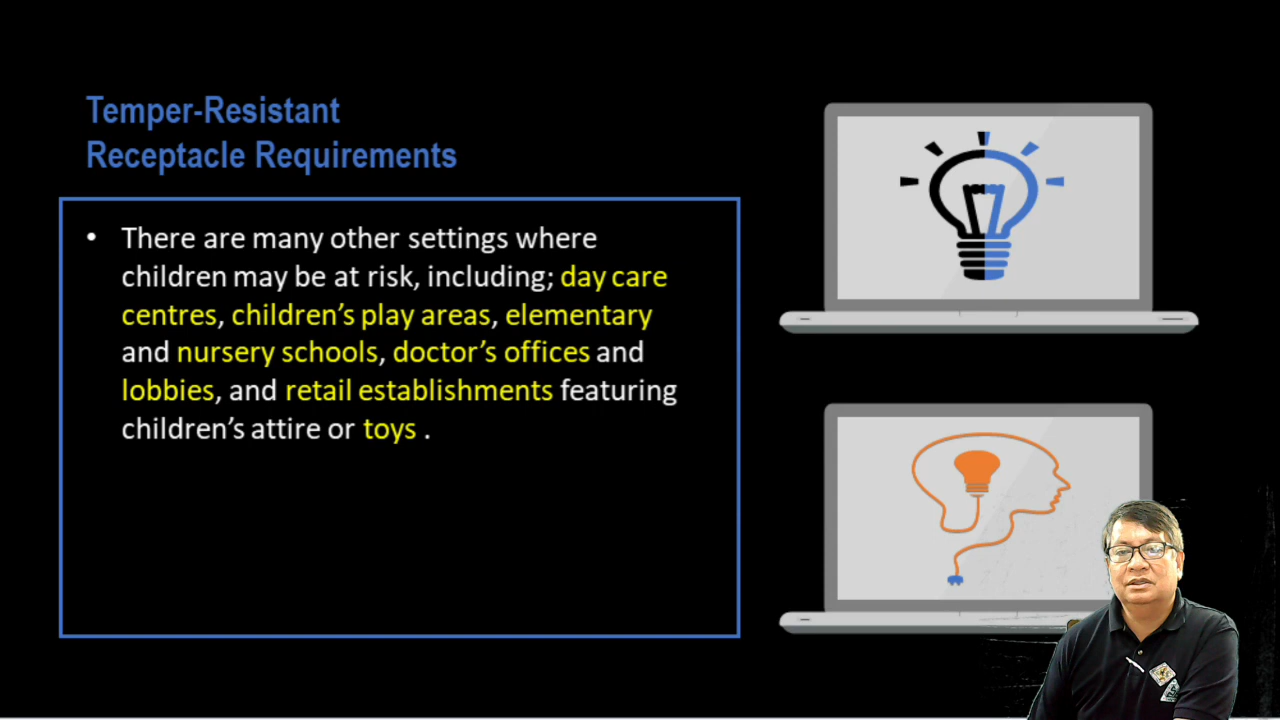 Temper-Resistant
Receptacle Requirements
• There are many other settings where
children may be at risk, including; day care
centres, children’s play areas, elementary
and nursery schools, doctor’s offices and
lobbies, and retail establishments featuring
children’s attire or toys .